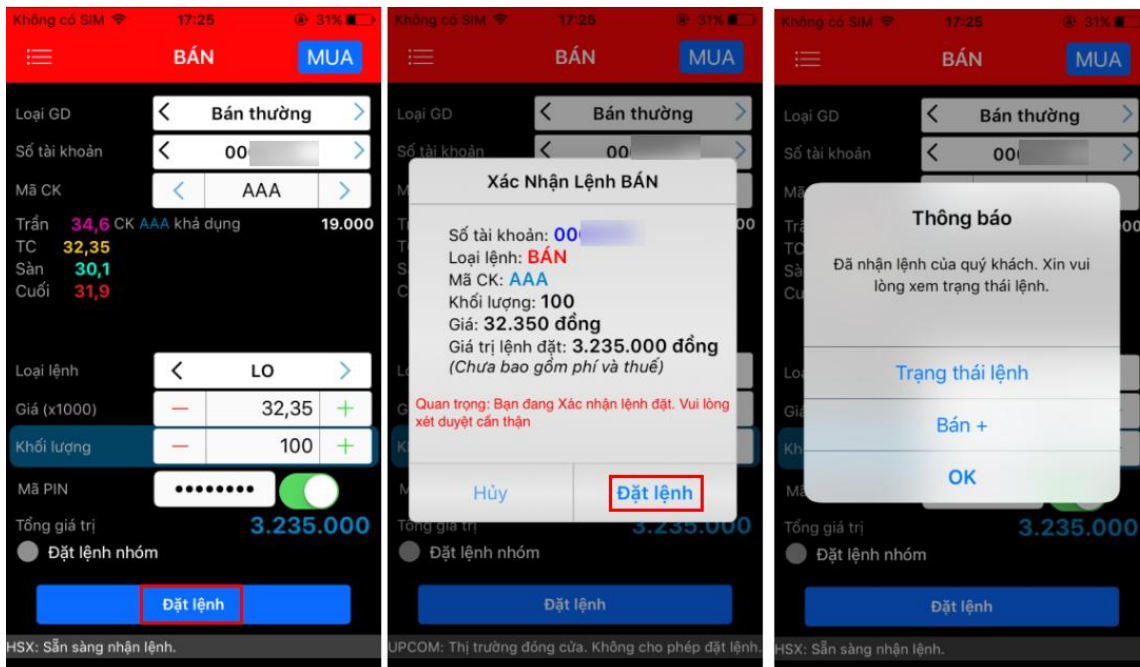 Không có SIM 17:25 31%
BÁN MUA
Loại GD Bán thường
Số tài khoản 00
Mã CK AAA
Trần 34,6 CK AAA khả dụng 19.000
TC 32,35
Sàn 30,1
Cuối 31,9
Loại lệnh LO
Giá (x1000) 32,35
Khối lượng 100
Mã PIN
Tổng giá trị 3.235.000
Đặt lệnh nhóm
Đặt lệnh
HSX: Sẵn sàng nhận lệnh.
Không có SIM 17:25 31%
BÁN MUA
Loại GD Bán thường
Số tài khoản 00
Xác Nhận Lệnh BÁN
Số tài khoản: 00
Loại lệnh: BÁN
Mã CK: AAA
Khối lượng: 100
Giá: 32.350 đồng
Giá trị lệnh đặt: 3.235.000 đồng
(Chưa bao gồm phí và thuế)
Quan trọng: Bạn đang Xác nhận lệnh đặt. Vui lòng
xét duyệt cẩn thận
Hủy Đặt lệnh
Tổng giá trị 3.235.000
Đặt lệnh nhóm
Đặt lệnh
UPCOM: Thị trường đóng cửa. Không cho phép đặt lệnh.
Không có SIM 17:25 31%
BÁN MUA
Loại GD Bán thường
Số tài khoản 00
Thông báo
Đã nhận lệnh của quý khách. Xin vui
lòng xem trạng thái lệnh.
Trạng thái lệnh
Bán +
OK
Tổng giá trị 3.235.000
Đặt lệnh nhóm
Đặt lệnh
HSX: Sẵn sàng nhận lệnh.